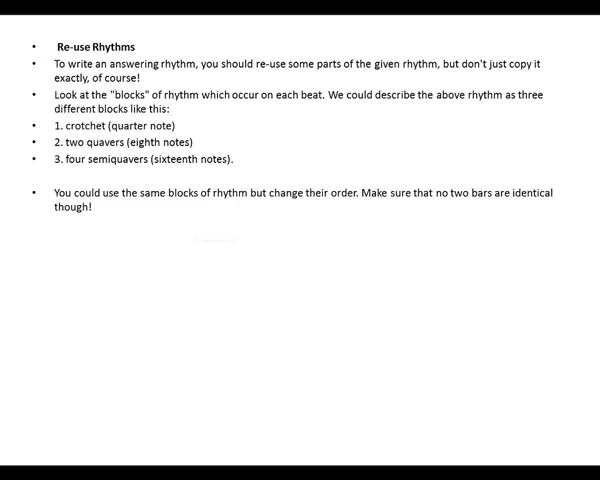 • Re-use Rhythms
• To write an answering rhythm, you should re-use some parts of the given rhythm, but don't just copy it
exactly, of course!
• Look at the "blocks" of rhythm which occur on each beat. We could describe the above rhythm as three
different blocks like this:
• 1. crotchet (quarter note)
• 2. two quavers (eighth notes)
• 3. four semiquavers (sixteenth notes).
• You could use the same blocks of rhythm but change their order. Make sure that no two bars are identical
though!